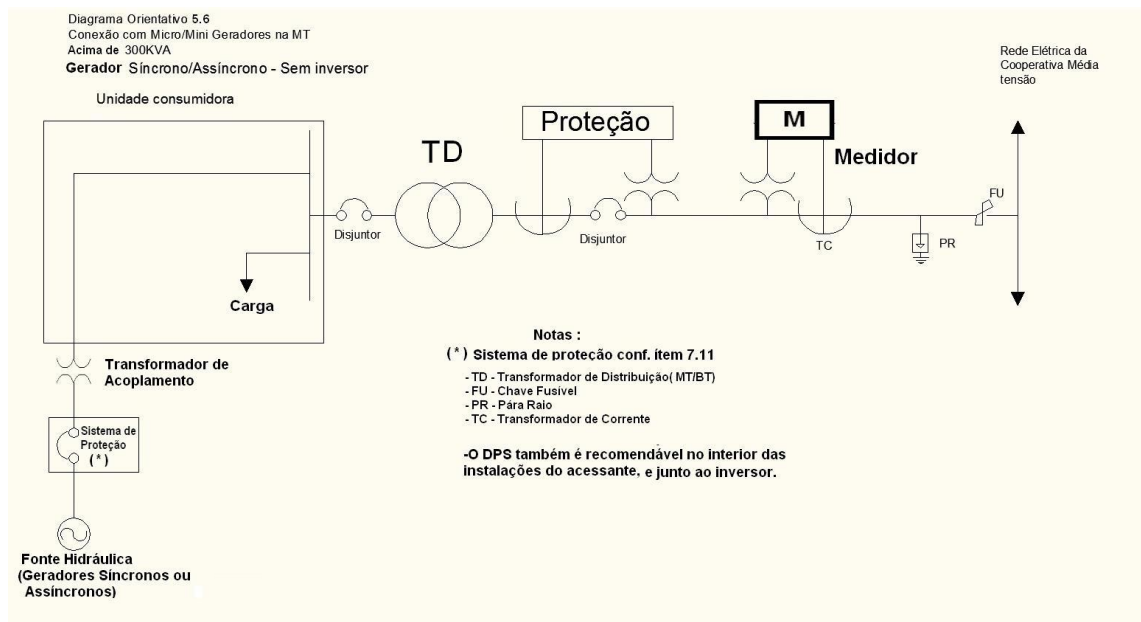 Diagrama Orientativo 5.6
Conexão com Micro/Mini Geradores na MT
Acima de 300KVA
Gerador Síncrono/Assíncrono - Sem inversor
Unidade consumidora
Rede Elétrica da
Cooperativa Média
tensão
Proteção
M
TD
Medidor
FU
Disjuntor
Disjuntor
TC
PR
Carga
Transformador de
Acoplamento
Sistema de
Proteção
(*)
Fonte Hidráulica
(Geradores Síncronos ou
Assíncronos)
Notas :
(*) Sistema de proteção conf. ítem 7.11
- TD - Transformador de Distribuição( MT/BT)
- FU - Chave Fusível
- PR - Pára Raio
- TC - Transformador de Corrente
-O DPS também é recomendável no interior das
instalações do acessante, e junto ao inversor.